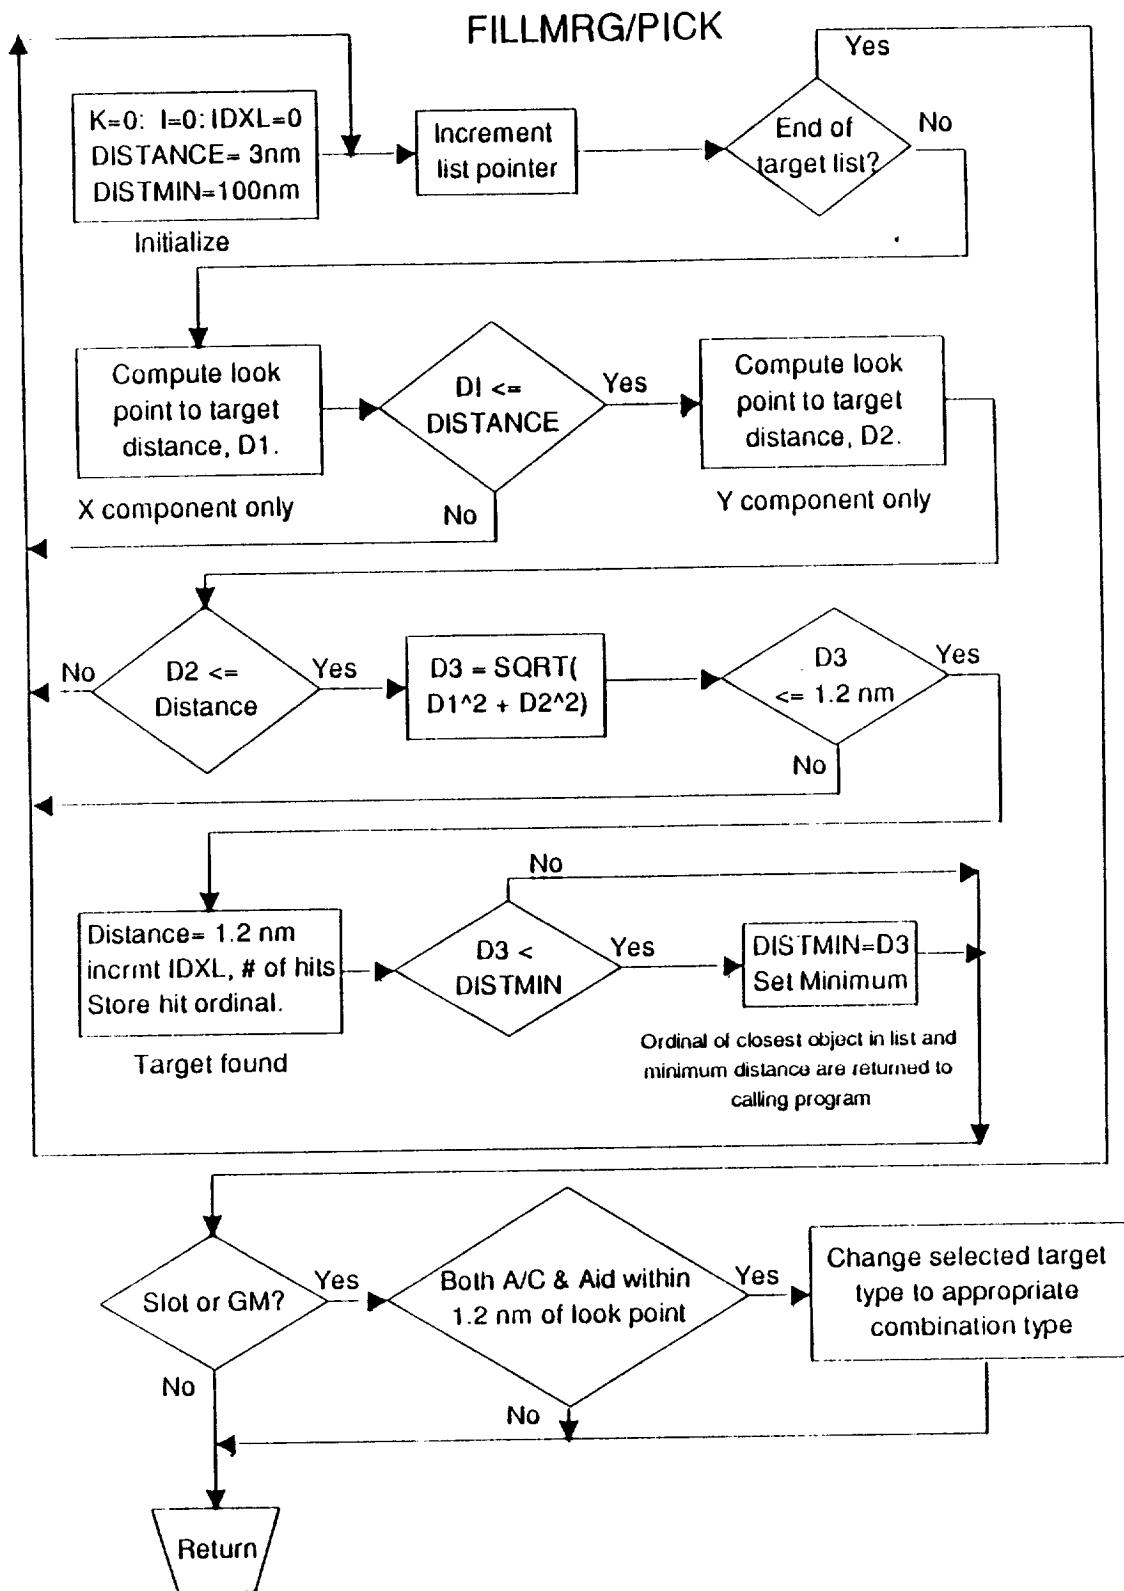 FILLMRG/PICK
Yes
K=0: I=0: IDXL=0
DISTANCE= 3nm
DISTMIN=100nm
Initialize
Increment
list pointer
End of
target list?
No
Compute look
point to target
distance, D1.
X component only
D1 <=
DISTANCE
Yes
No
Compute look
point to target
distance, D2.
Y component only
No
D2 <=
Distance
Yes
D3 = SQRT(
D1^2 + D2^2)
D3
<= 1.2 nm
Yes
No
Distance= 1.2 nm
incrmt IDXL, # of hits
Store hit ordinal.
Target found
No
D3 <
DISTMIN
Yes
DISTMIN=D3
Set Minimum
Ordinal of closest object in list and
minimum distance are returned to
calling program
Slot or GM?
Yes
No
Both A/C & Aid within
1.2 nm of look point
Yes
No
Change selected target
type to appropriate
combination type
Return